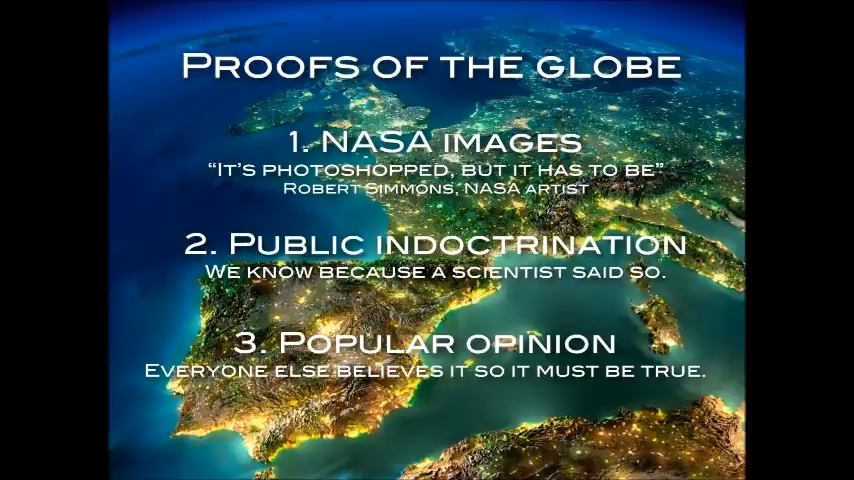 PROOFS OF THE GLOBE
1. NASA IMAGES
“IT’S PHOTOSHOPPED, BUT IT HAS TO BE”
ROBERT SIMMONS, NASA ARTIST
2. PUBLIC INDOCTRINATION
WE KNOW BECAUSE A SCIENTIST SAID SO.
3. POPULAR OPINION
EVERYONE ELSE BELIEVES IT SO IT MUST BE TRUE.